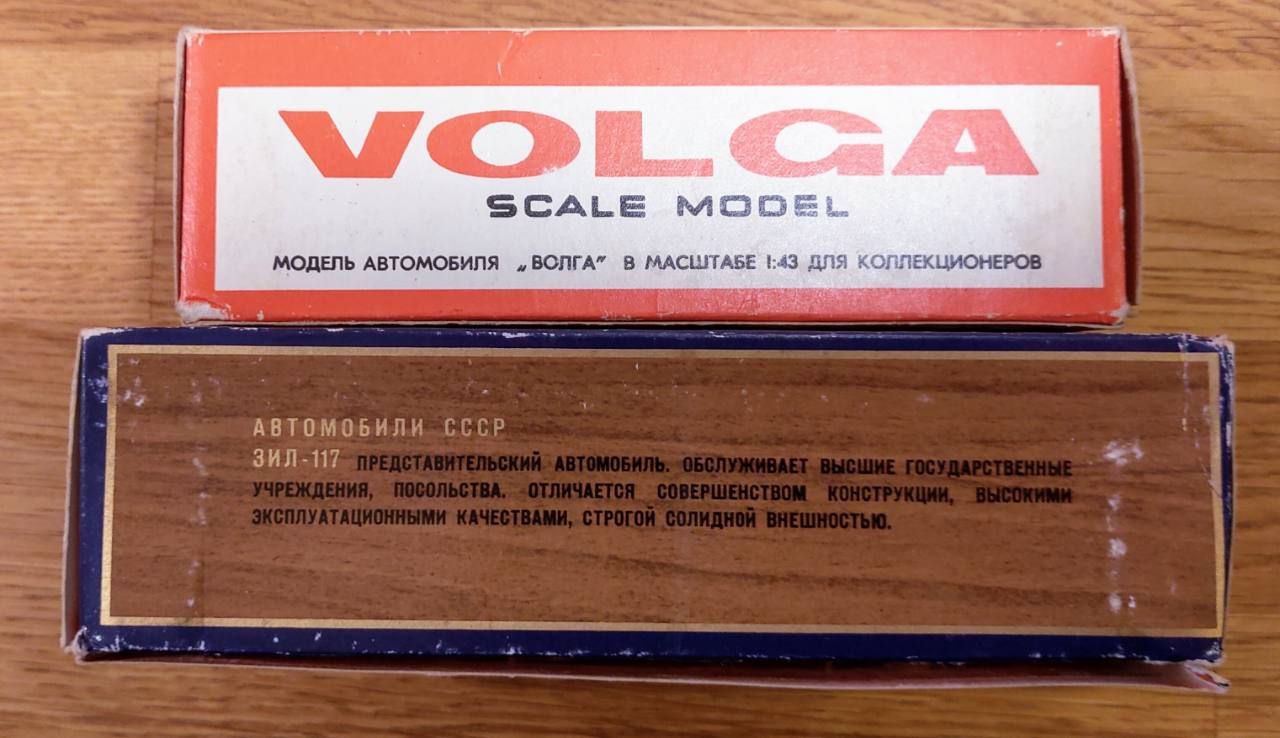 VOLGA
SCALE MODEL
МОДЕЛЬ АВТОМОБИЛЯ „ВОЛГА” В МАСШТАБЕ 1:43 ДЛЯ КОЛЛЕКЦИОНЕРОВ
АВТОМОБИЛИ СССР
ЗИЛ-117 ПРЕДСТАВИТЕЛЬСКИЙ АВТОМОБИЛЬ. ОБСЛУЖИВАЕТ ВЫСШИЕ ГОСУДАРСТВЕННЫЕ
УЧРЕЖДЕНИЯ, ПОСОЛЬСТВА. ОТЛИЧАЕТСЯ СОВЕРШЕНСТВОМ КОНСТРУКЦИИ, ВЫСОКИМИ
ЭКСПЛУАТАЦИОННЫМИ КАЧЕСТВАМИ, СТРОГОЙ СОЛИДНОЙ ВНЕШНОСТЬЮ.